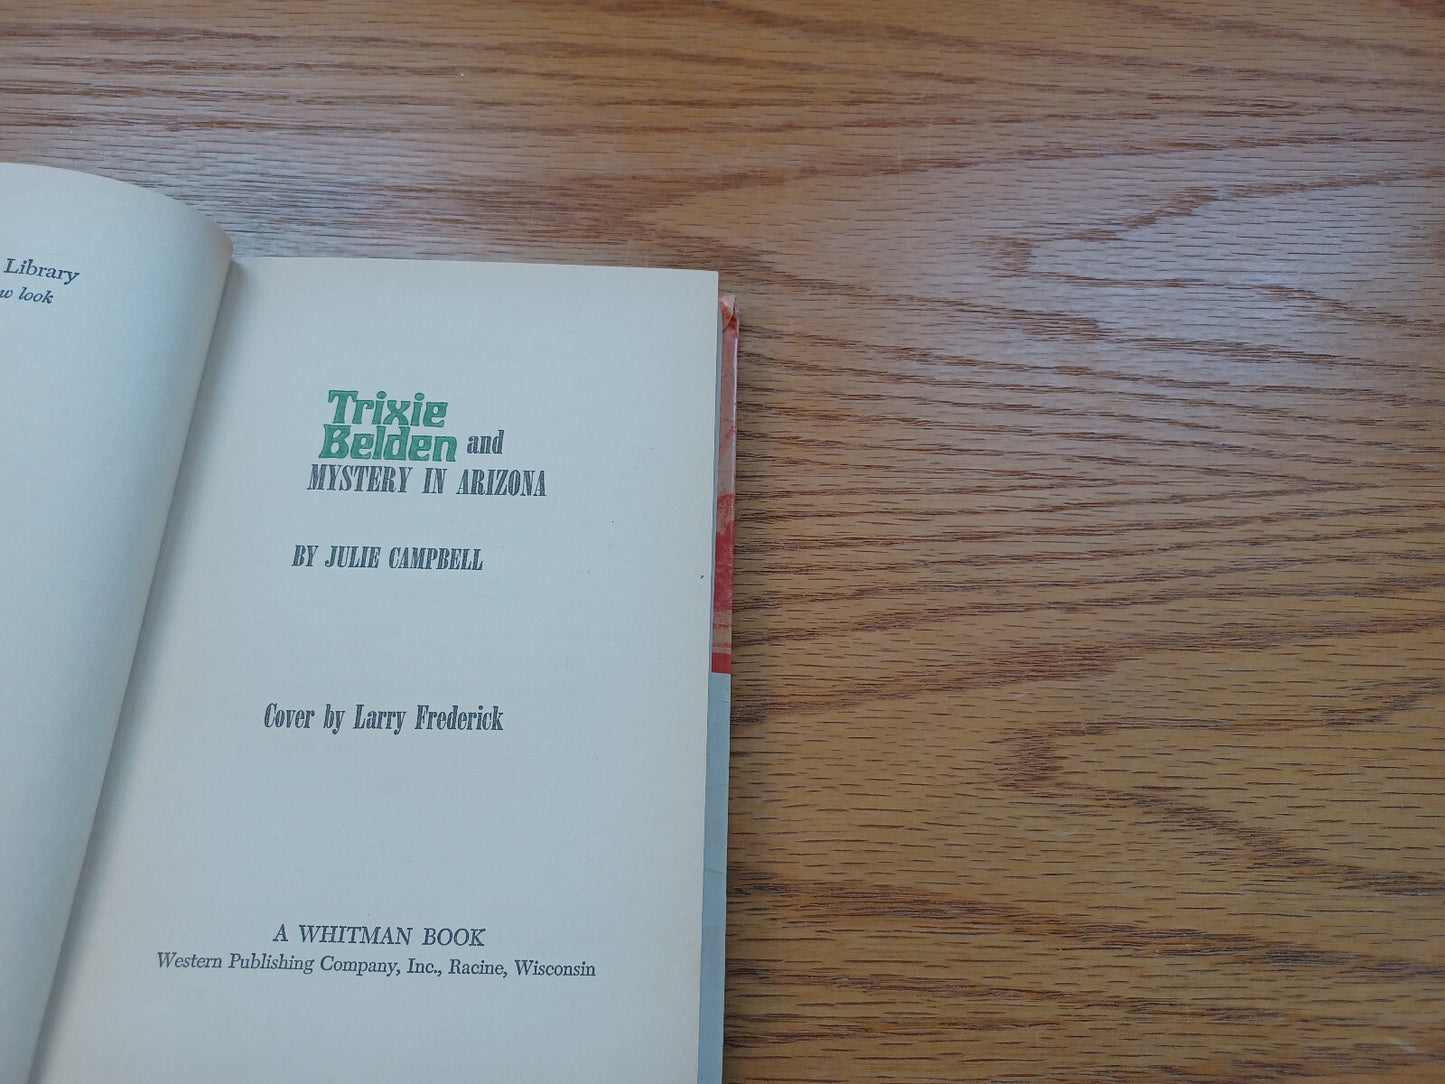 Library
look
Trixie
Belden and
MYSTERY IN ARIZONA
BY JULIE CAMPBELL
Cover by Larry Frederick
A WHITMAN BOOK
Western Publishing Company, Inc., Racine, Wisconsin